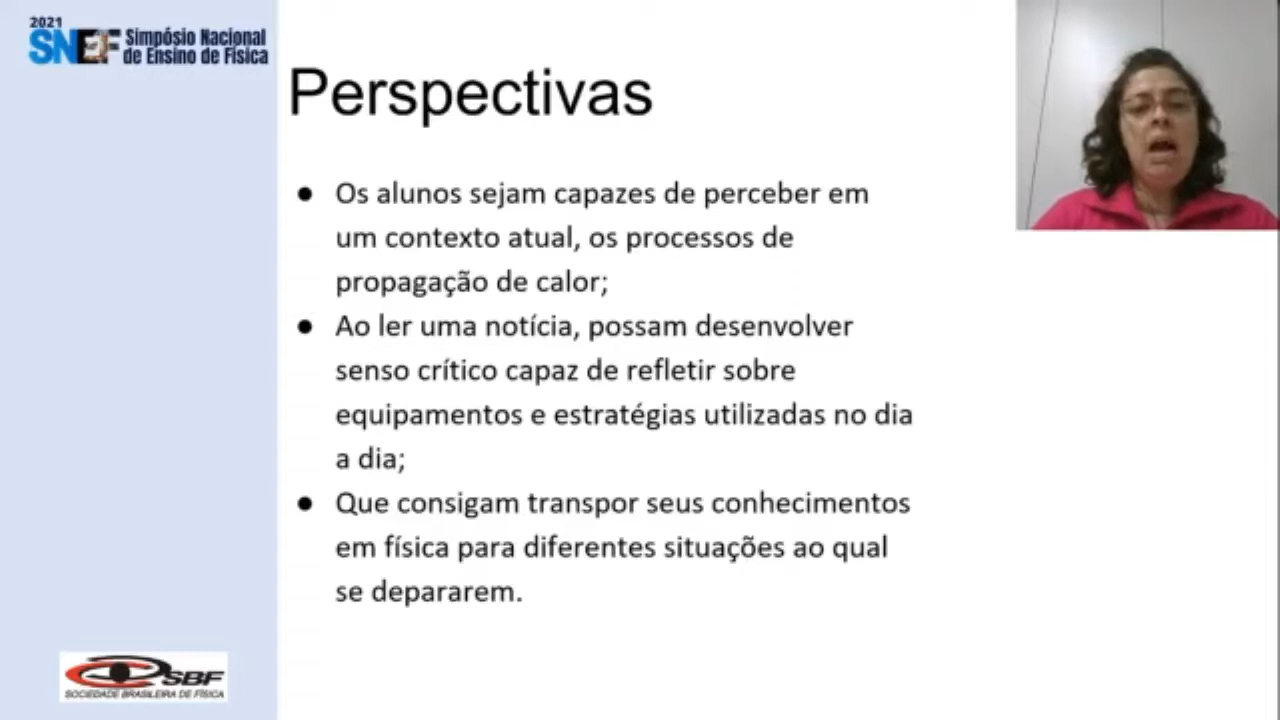 2021
SNEF Simpósio Nacional
de Ensino de Física
Perspectivas
● Os alunos sejam capazes de perceber em
um contexto atual, os processos de
propagação de calor;
● Ao ler uma notícia, possam desenvolver
senso crítico capaz de refletir sobre
equipamentos e estratégias utilizadas no dia
a dia;
● Que consigam transpor seus conhecimentos
em física para diferentes situações ao qual
se depararem.
SBF
SOCIEDADE BRASILEIRA DE FÍSICA